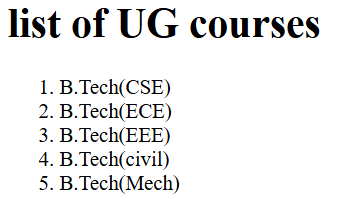 list of UG courses
1. B.Tech(CSE)
2. B.Tech(ECE)
3. B.Tech(EEE)
4. B.Tech(civil)
5. B.Tech(Mech)